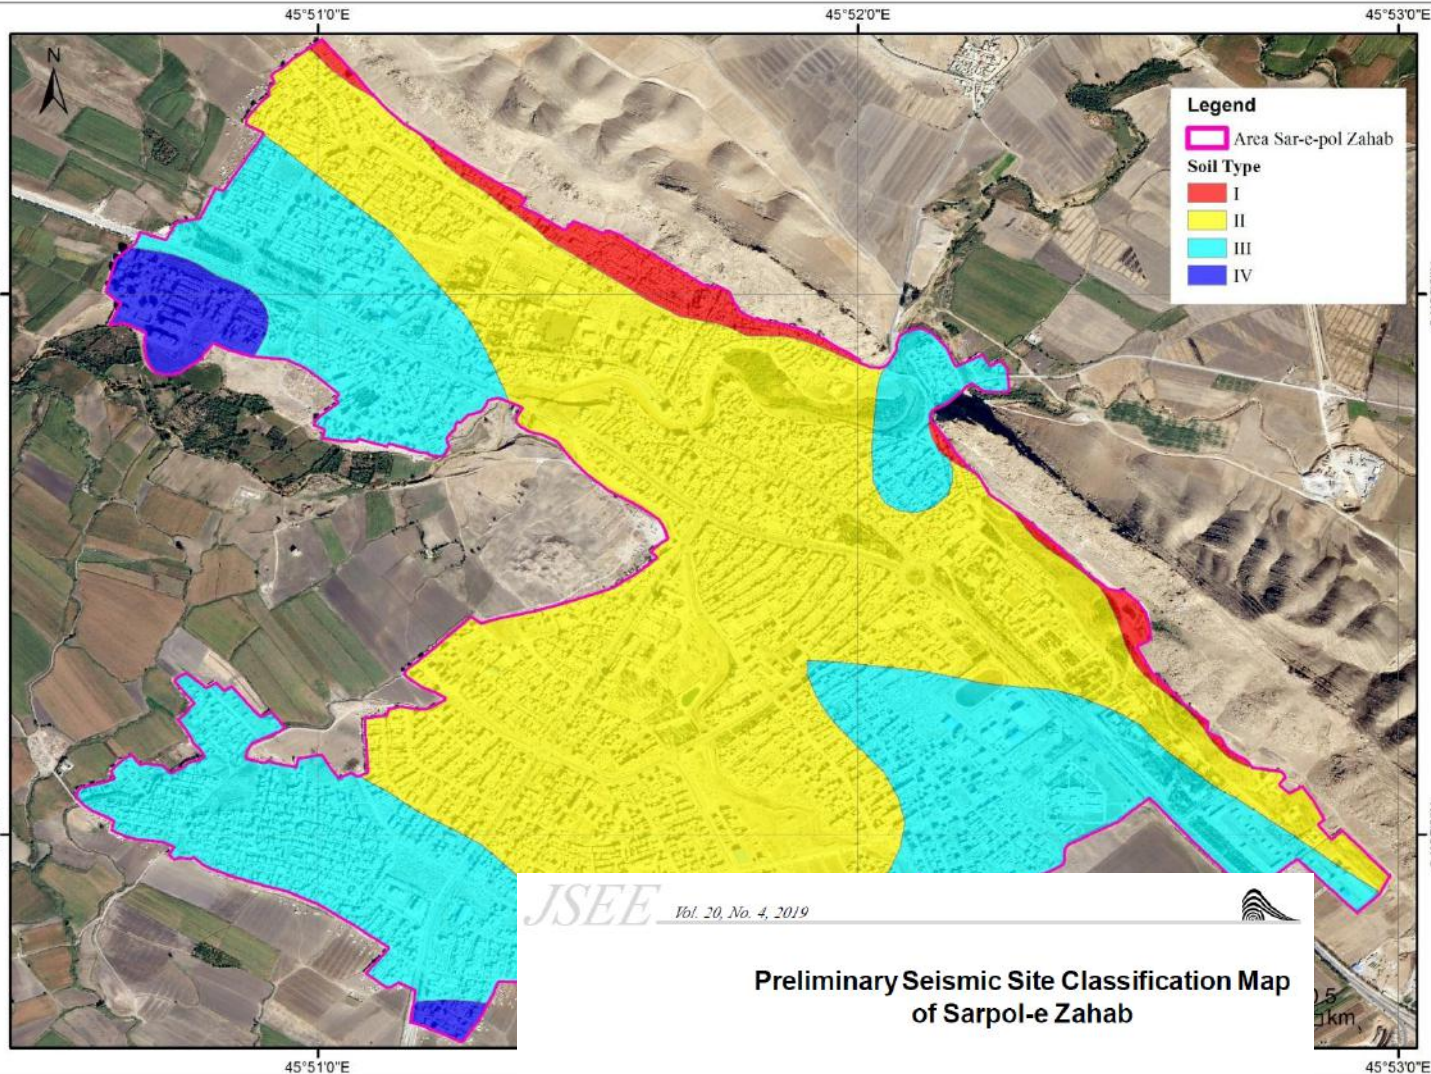 45°51'0"E 45°52'0"E 45°53'0"E
N
Legend
Area Sar-e-pol Zahab
Soil Type
I
II
III
IV
JSEE Vol. 20, No. 4, 2019
Preliminary Seismic Site Classification Map
of Sarpol-e Zahab
km
45°51'0"E 45°53'0"E